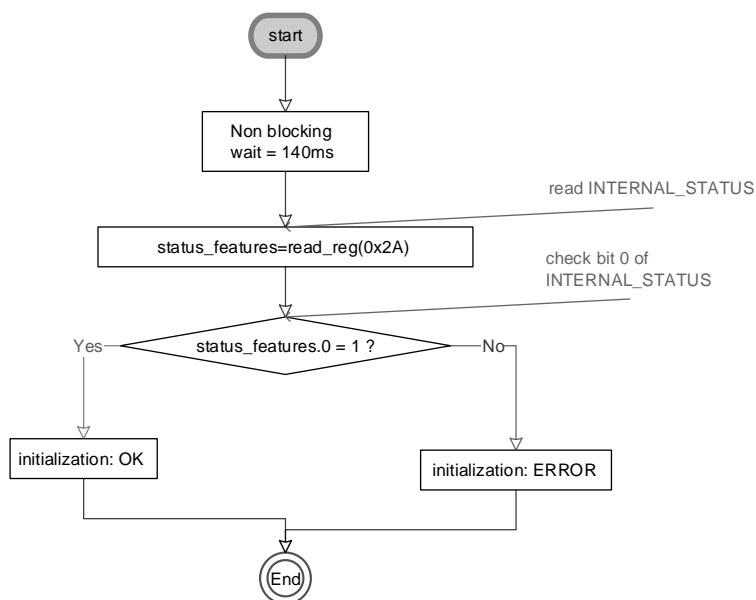 start
Non blocking
wait = 140ms
read INTERNAL_STATUS
status_features=read_reg(0x2A)
check bit 0 of
INTERNAL_STATUS
Yes
status_features.0 = 1 ?
No
initialization: OK
initialization: ERROR
End